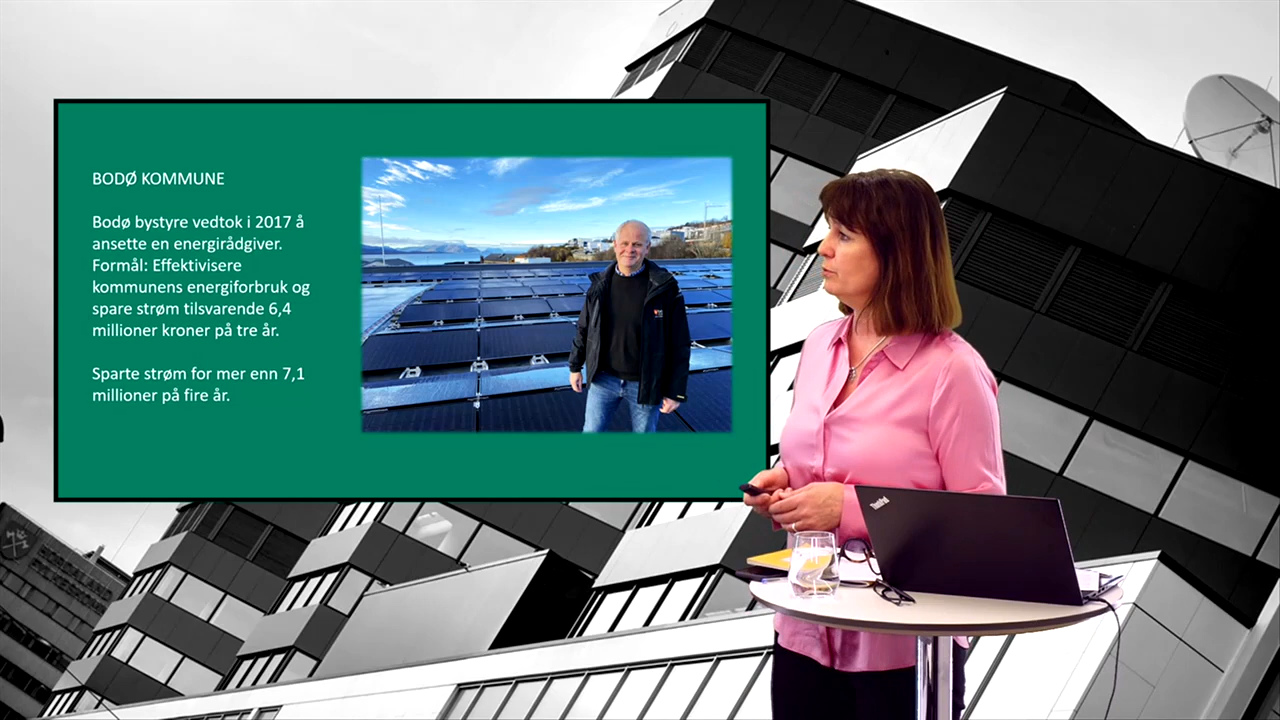 BODØ KOMMUNE
Bodø bystyre vedtok i 2017 å
ansette en energirådgiver.
Formål: Effektivisere
kommunens energiforbruk og
spare strøm tilsvarende 6,4
millioner kroner på tre år.
Sparte strøm for mer enn 7,1
millioner på fire år.
ThinkPad